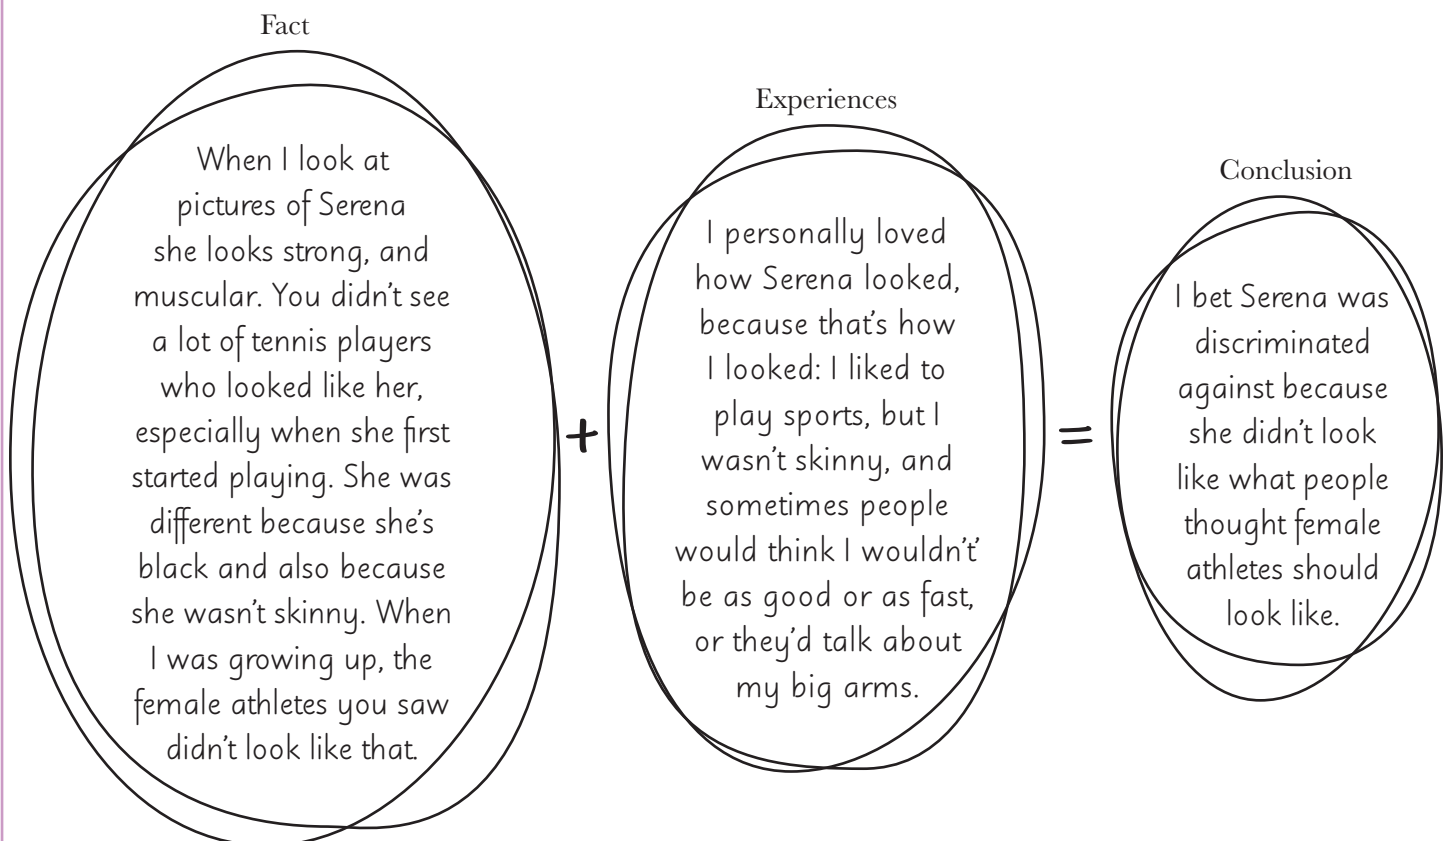 Fact
When I look at
pictures of Serena
she looks strong, and
muscular. You didn't see
a lot of tennis players
who looked like her,
especially when she first
started playing. She was
different because she's
black and also because
she wasn't skinny. When
I was growing up, the
female athletes you saw
didn't look like that.
+
Experiences
I personally loved
how Serena looked,
because that's how
I looked: I liked to
play sports, but I
wasn't skinny, and
sometimes people
would think I wouldn't'
be as good or as fast,
or they'd talk about
my big arms.
=
Conclusion
I bet Serena was
discriminated
against because
she didn't look
like what people
thought female
athletes should
look like.